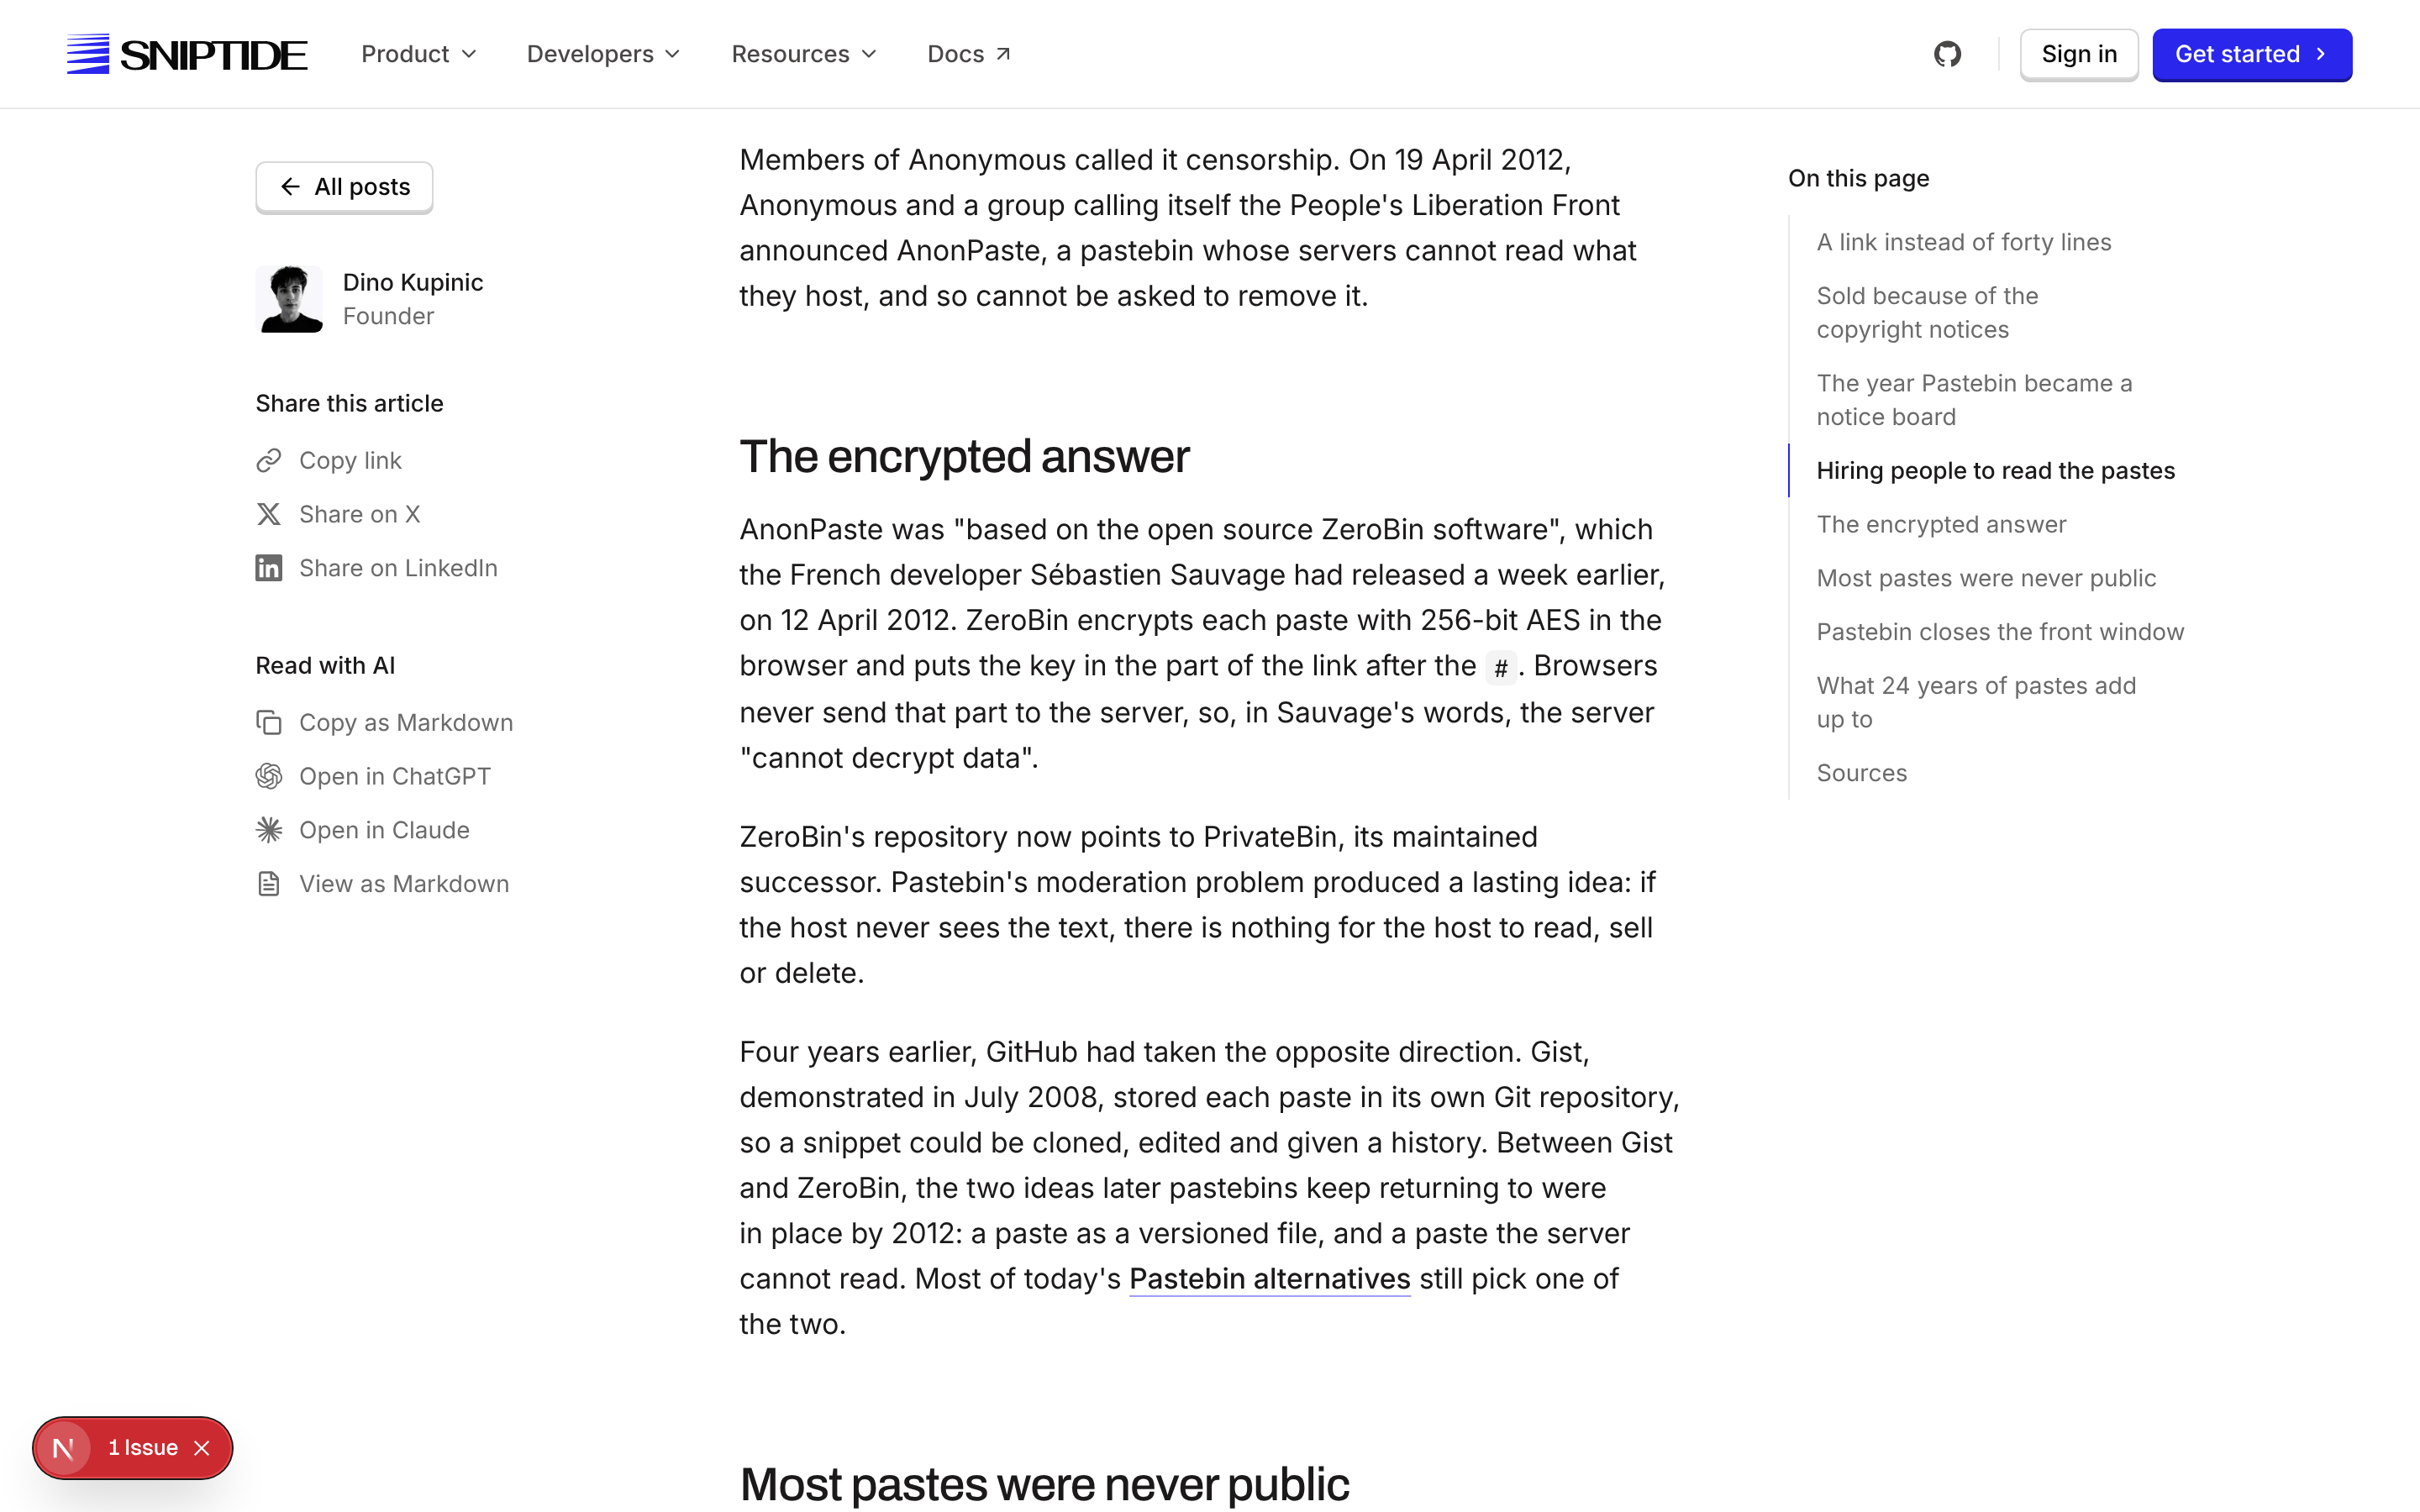 SNIPTIDE
Product
Developers
Resources
Docs
Sign in
Get started
All posts
Dino Kupinic
Founder
Share this article
Copy link
Share on X
Share on LinkedIn
Read with AI
Copy as Markdown
Open in ChatGPT
Open in Claude
View as Markdown
Members of Anonymous called it censorship. On 19 April 2012,
Anonymous and a group calling itself the People's Liberation Front
announced AnonPaste, a pastebin whose servers cannot read what
they host, and so cannot be asked to remove it.
The encrypted answer
AnonPaste was "based on the open source ZeroBin software", which
the French developer Sébastien Sauvage had released a week earlier,
on 12 April 2012. ZeroBin encrypts each paste with 256-bit AES in the
browser and puts the key in the part of the link after the #. Browsers
never send that part to the server, so, in Sauvage's words, the server
"cannot decrypt data".
ZeroBin's repository now points to PrivateBin, its maintained
successor. Pastebin's moderation problem produced a lasting idea: if
the host never sees the text, there is nothing for the host to read, sell
or delete.
Four years earlier, GitHub had taken the opposite direction. Gist,
demonstrated in July 2008, stored each paste in its own Git repository,
so a snippet could be cloned, edited and given a history. Between Gist
and ZeroBin, the two ideas later pastebins keep returning to were
in place by 2012: a paste as a versioned file, and a paste the server
cannot read. Most of today's Pastebin alternatives still pick one of
the two.
Most pastes were never public
On this page
A link instead of forty lines
Sold because of the
copyright notices
The year Pastebin became a
notice board
Hiring people to read the pastes
The encrypted answer
Most pastes were never public
Pastebin closes the front window
What 24 years of pastes add
up to
Sources
N
1 Issue